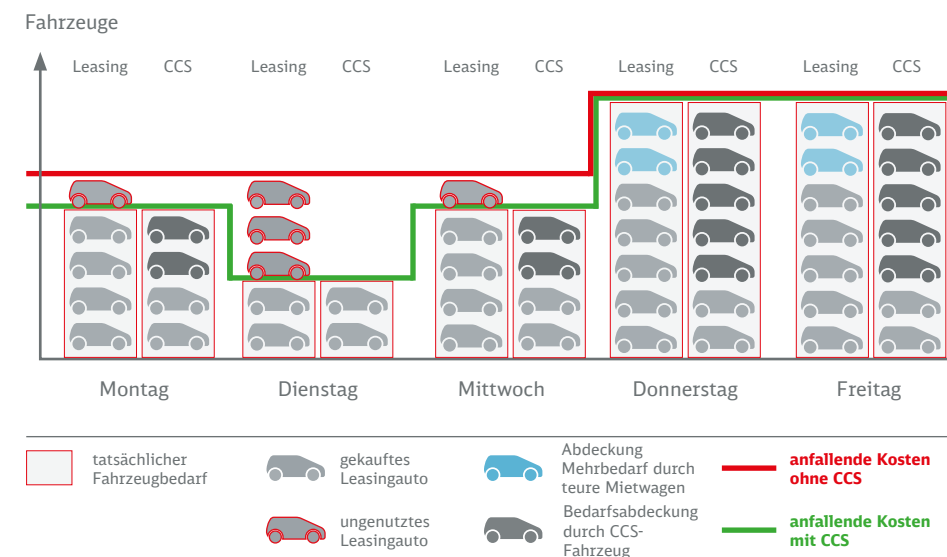 Fahrzeuge
Leasing CCS Leasing CCS Leasing CCS Leasing CCS Leasing CCS
Montag Dienstag Mittwoch Donnerstag Freitag
tatsächlicher
Fahrzeugbedarf
gekauftes
Leasingauto
Abdeckung
Mehrbedarf durch
teure Mietwagen
anfallende Kosten
ohne CCS
ungenutztes
Leasingauto
Bedarfsabdeckung
durch CCS-
Fahrzeug
anfallende Kosten
mit CCS